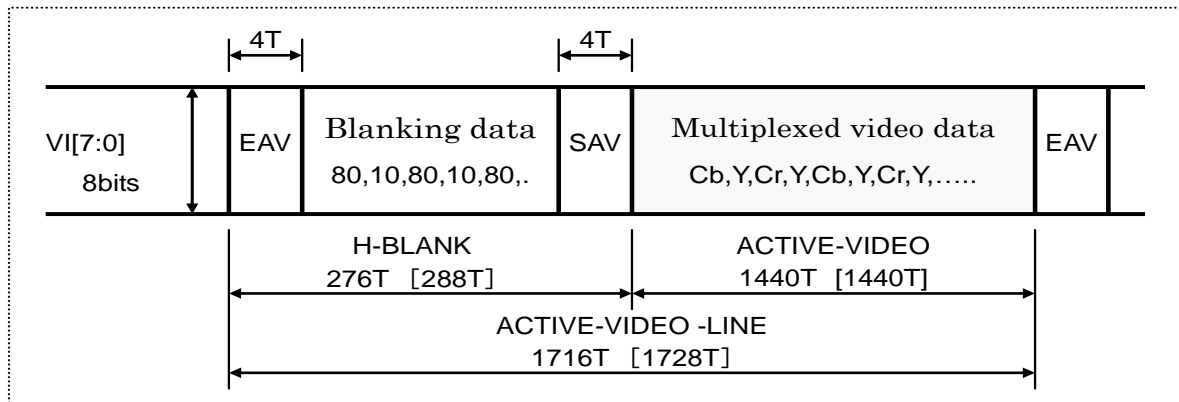 4T
4T
VI[7:0]
8bits
EAV
Blanking data
80,10,80,10,80,.
SAV
Multiplexed video data
Cb,Y,Cr,Y,Cb,Y,Cr,Y,…..
EAV
H-BLANK
276T [288T]
ACTIVE-VIDEO
1440T [1440T]
ACTIVE-VIDEO -LINE
1716T [1728T]